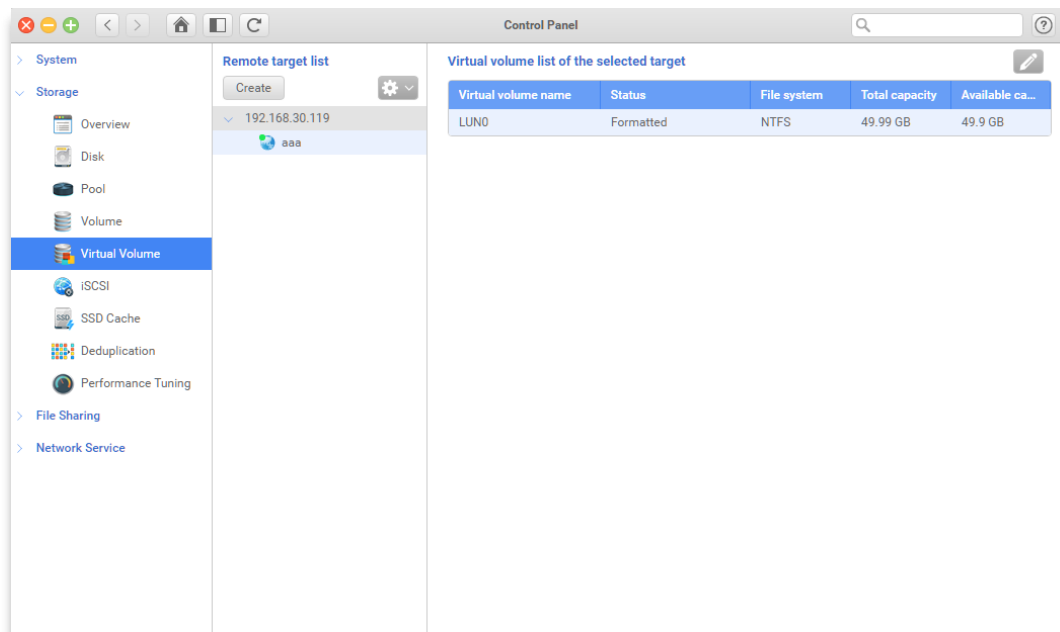 Control Panel
?
System
Storage
Overview
Disk
Pool
Volume
Virtual Volume
iSCSI
SSD Cache
SSD
Deduplication
Performance Tuning
File Sharing
Network Service
Remote target list
Create
192.168.30.119
aaa
Virtual volume list of the selected target
Virtual volume name Status File system Total capacity Available ca...
LUN0 Formatted NTFS 49.99 GB 49.9 GB